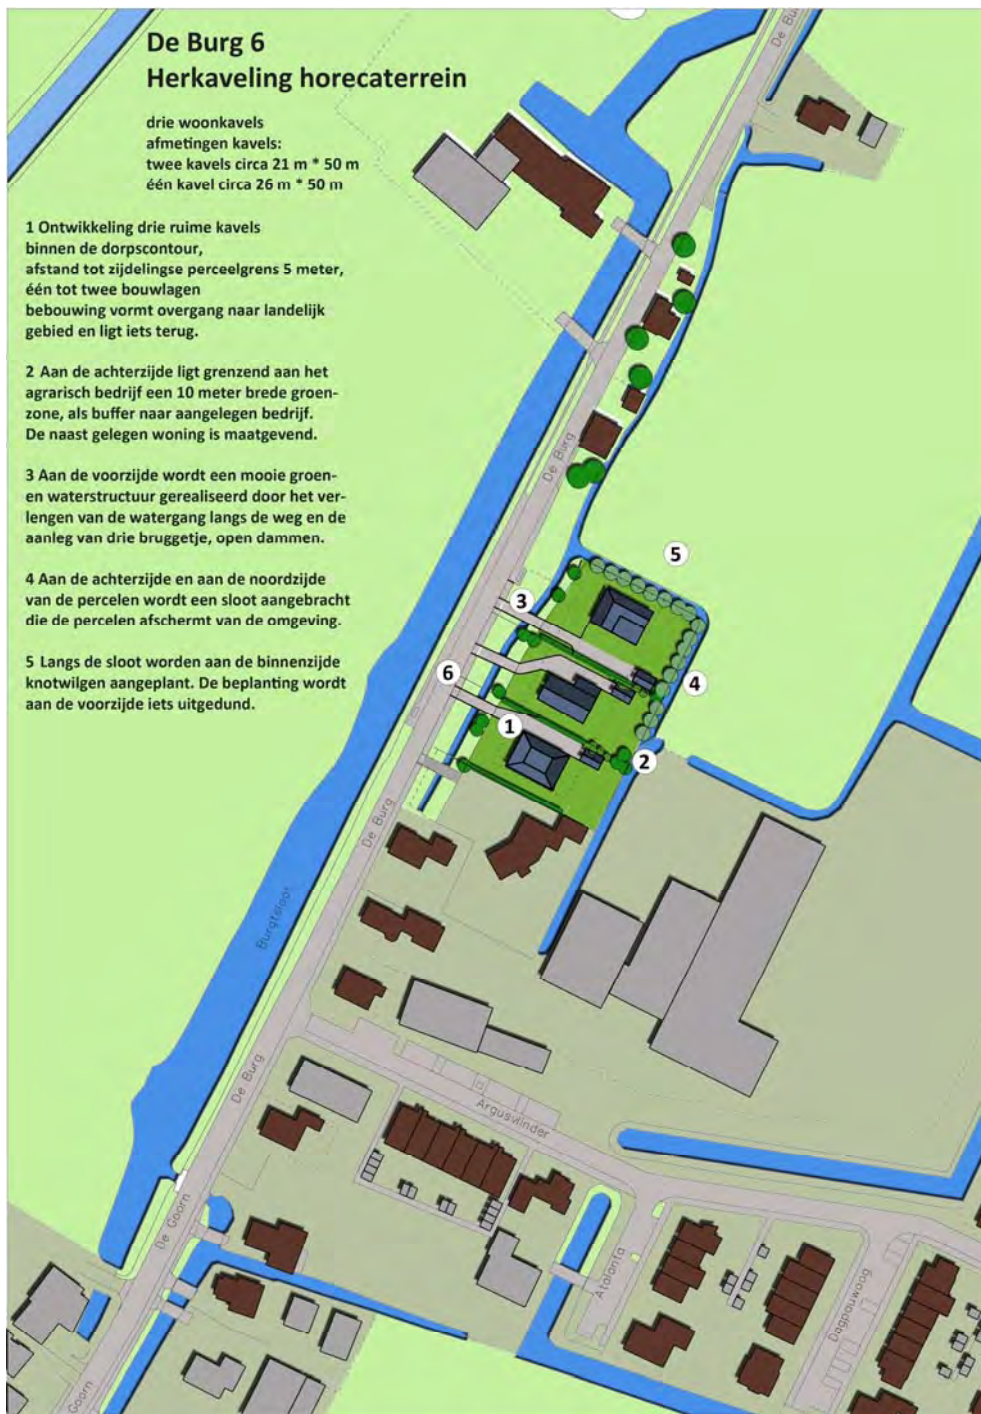 De Burg 6
Herkaveling horecaterrein
drie woonkavels
afmetingen kavels:
twee kavels circa 21 m * 50 m
één kavel circa 26 m * 50 m
1 Ontwikkeling drie ruime kavels
binnen de dorpscontour,
afstand tot zijdelingse perceelgrens 5 meter,
één tot twee bouwlagen
bebouwing vormt overgang naar landelijk
gebied en ligt iets terug.
2 Aan de achterzijde ligt grenzend aan het
agrarisch bedrijf een 10 meter brede groen-
zone, als buffer naar aangelegen bedrijf.
De naast gelegen woning is maatgevend.
3 Aan de voorzijde wordt een mooie groen-
en waterstructuur gerealiseerd door het ver-
lengen van de watergang langs de weg en de
aanleg van drie bruggetje, open dammen.
4 Aan de achterzijde en aan de noordzijde
van de percelen wordt een sloot aangebracht
die de percelen afschermt van de omgeving.
5 Langs de sloot worden aan de binnenzijde
knotwilgen aangeplant. De beplanting wordt
aan de voorzijde iets uitgedund.
De Bu
De Burg
5
3
4
6
1
2
De Burg
Burgtsloot
De Burg
Argusvlinder
De Goorn
Atalanta
Dagpauwoog
Goorn